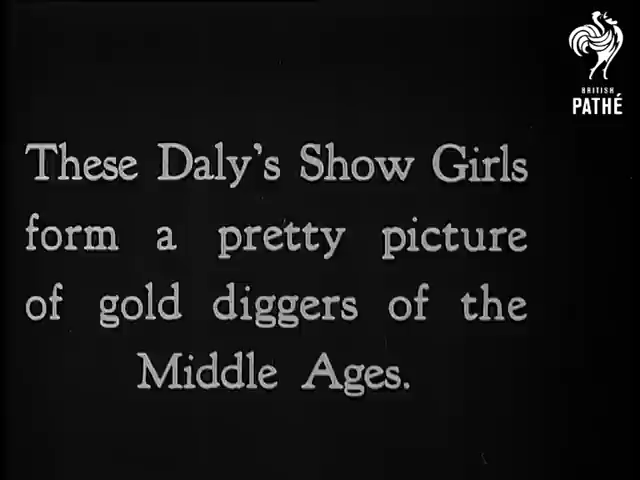 BRITISH
PATHÉ
These Daly's Show Girls
form a pretty picture
of gold diggers of the
Middle Ages.